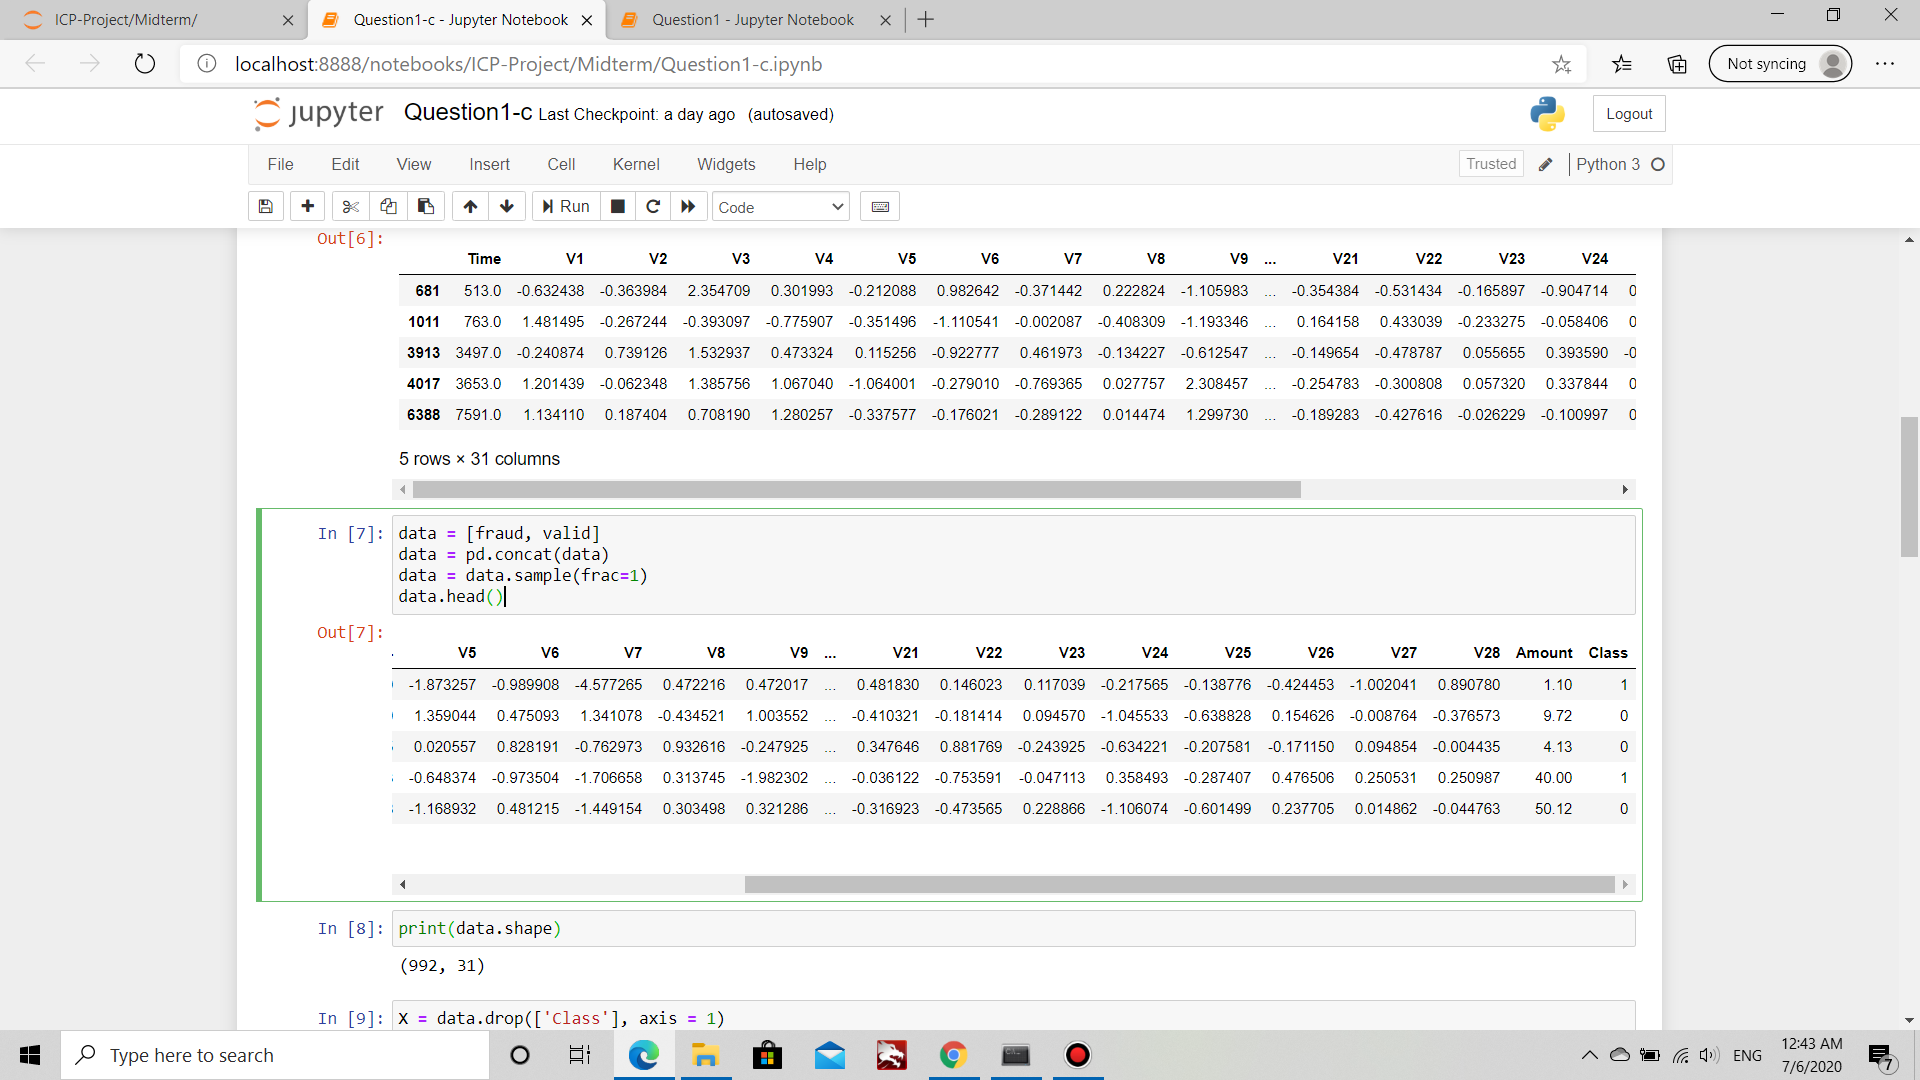 ICP-Project/Midterm/
Question1-c - Jupyter Notebook
Question1 - Jupyter Notebook
localhost:8888/notebooks/ICP-Project/Midterm/Question1-c.ipynb
Not syncing
jupyter Question1-c Last Checkpoint: a day ago (autosaved)
Logout
File Edit View Insert Cell Kernel Widgets Help
Trusted Python 3
Run Code
Out[6]:
Time V1 V2 V3 V4 V5 V6 V7 V8 V9 ... V21 V22 V23 V24
681 513.0 -0.632438 -0.363984 2.354709 0.301993 -0.212088 0.982642 -0.371442 0.222824 -1.105983 ... -0.354384 -0.531434 -0.165897 -0.904714 0
1011 763.0 1.481495 -0.267244 -0.393097 -0.775907 -0.351496 -1.110541 -0.002087 -0.408309 -1.193346 ... 0.164158 0.433039 -0.233275 -0.058406 0
3913 3497.0 -0.240874 0.739126 1.532937 0.473324 0.115256 -0.922777 0.461973 -0.134227 -0.612547 ... -0.149654 -0.478787 0.055655 0.393590 -0
4017 3653.0 1.201439 -0.062348 1.385756 1.067040 -1.064001 -0.279010 -0.769365 0.027757 2.308457 ... -0.254783 -0.300808 0.057320 0.337844 0
6388 7591.0 1.134110 0.187404 0.708190 1.280257 -0.337577 -0.176021 -0.289122 0.014474 1.299730 ... -0.189283 -0.427616 -0.026229 -0.100997 0
5 rows × 31 columns
In [7]: data = [fraud, valid]
data = pd.concat(data)
data = data.sample(frac=1)
data.head()
Out[7]:
V5 V6 V7 V8 V9 ... V21 V22 V23 V24 V25 V26 V27 V28 Amount Class
-1.873257 -0.989908 -4.577265 0.472216 0.472017 ... 0.481830 0.146023 0.117039 -0.217565 -0.138776 -0.424453 -1.002041 0.890780 1.10 1
1.359044 0.475093 1.341078 -0.434521 1.003552 ... -0.410321 -0.181414 0.094570 -1.045533 -0.638828 0.154626 -0.008764 -0.376573 9.72 0
0.020557 0.828191 -0.762973 0.932616 -0.247925 ... 0.347646 0.881769 -0.243925 -0.634221 -0.207581 -0.171150 0.094854 -0.004435 4.13 0
-0.648374 -0.973504 -1.706658 0.313745 -1.982302 ... -0.036122 -0.753591 -0.047113 0.358493 -0.287407 0.476506 0.250531 0.250987 40.00 1
-1.168932 0.481215 -1.449154 0.303498 0.321286 ... -0.316923 -0.473565 0.228866 -1.106074 -0.601499 0.237705 0.014862 -0.044763 50.12 0
In [8]: print(data.shape)
(992, 31)
In [9]: X = data.drop(['Class'], axis = 1)
Type here to search
ENG
12:43 AM
7/6/2020
7